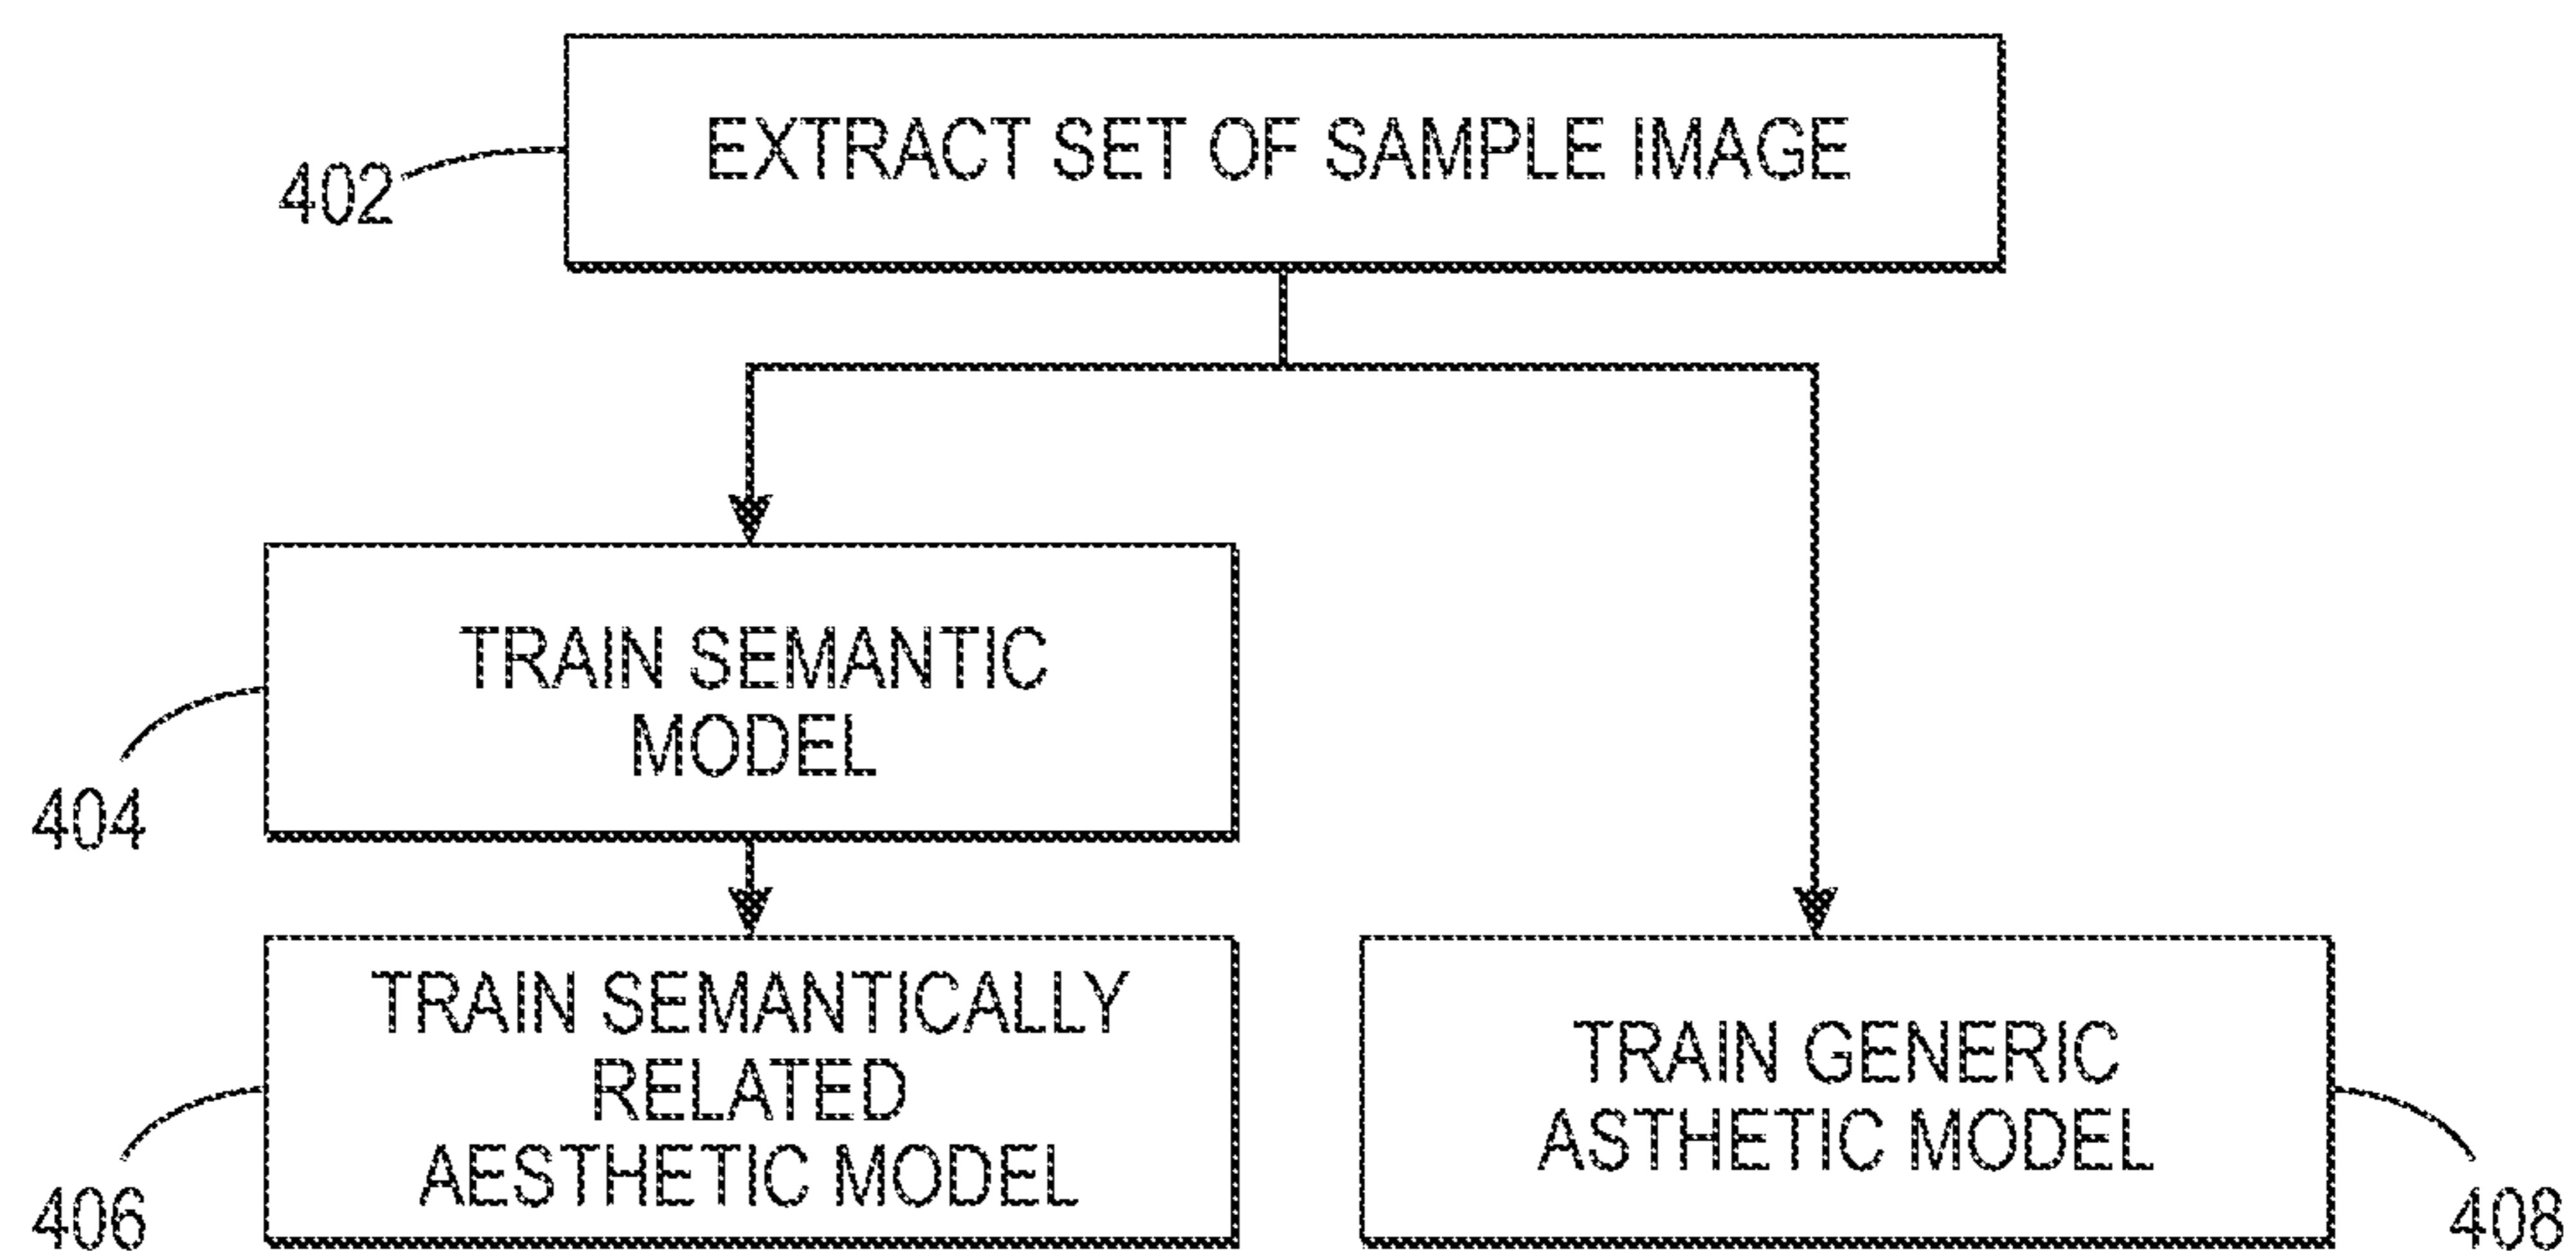 EXTRACT SET OF SAMPLE IMAGE
402
TRAIN SEMANTIC
MODEL
404
TRAIN SEMANTICALLY
RELATED
AESTHETIC MODEL
406
TRAIN GENERIC
ASTHETIC MODEL
408